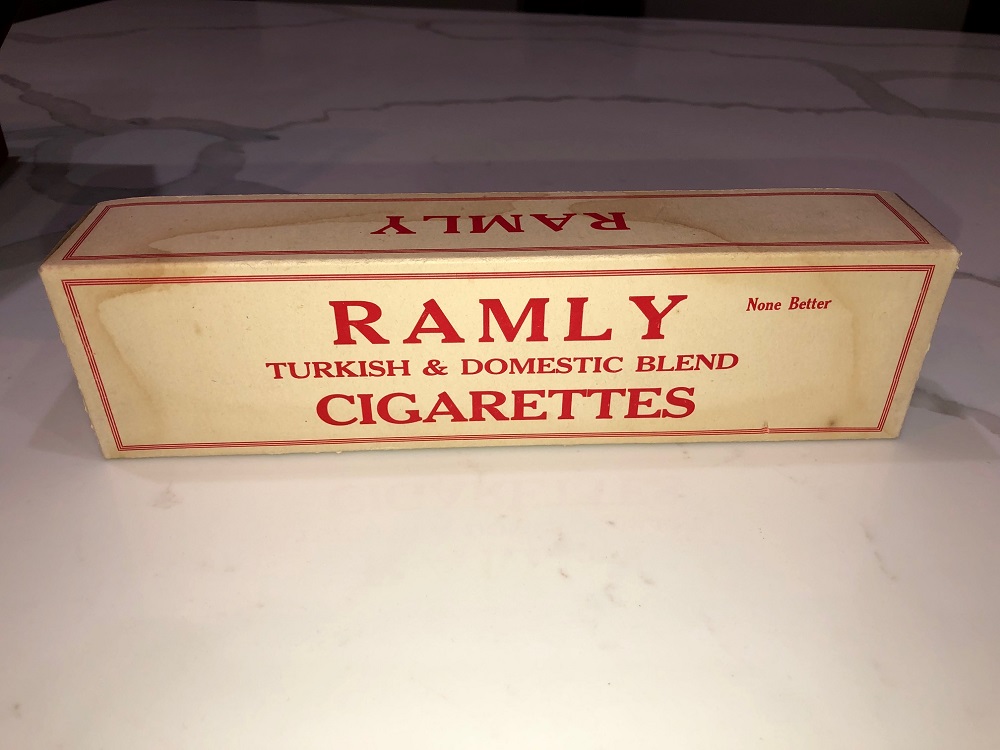 RAMLY
RAMLY
None Better
TURKISH & DOMESTIC BLEND
CIGARETTES